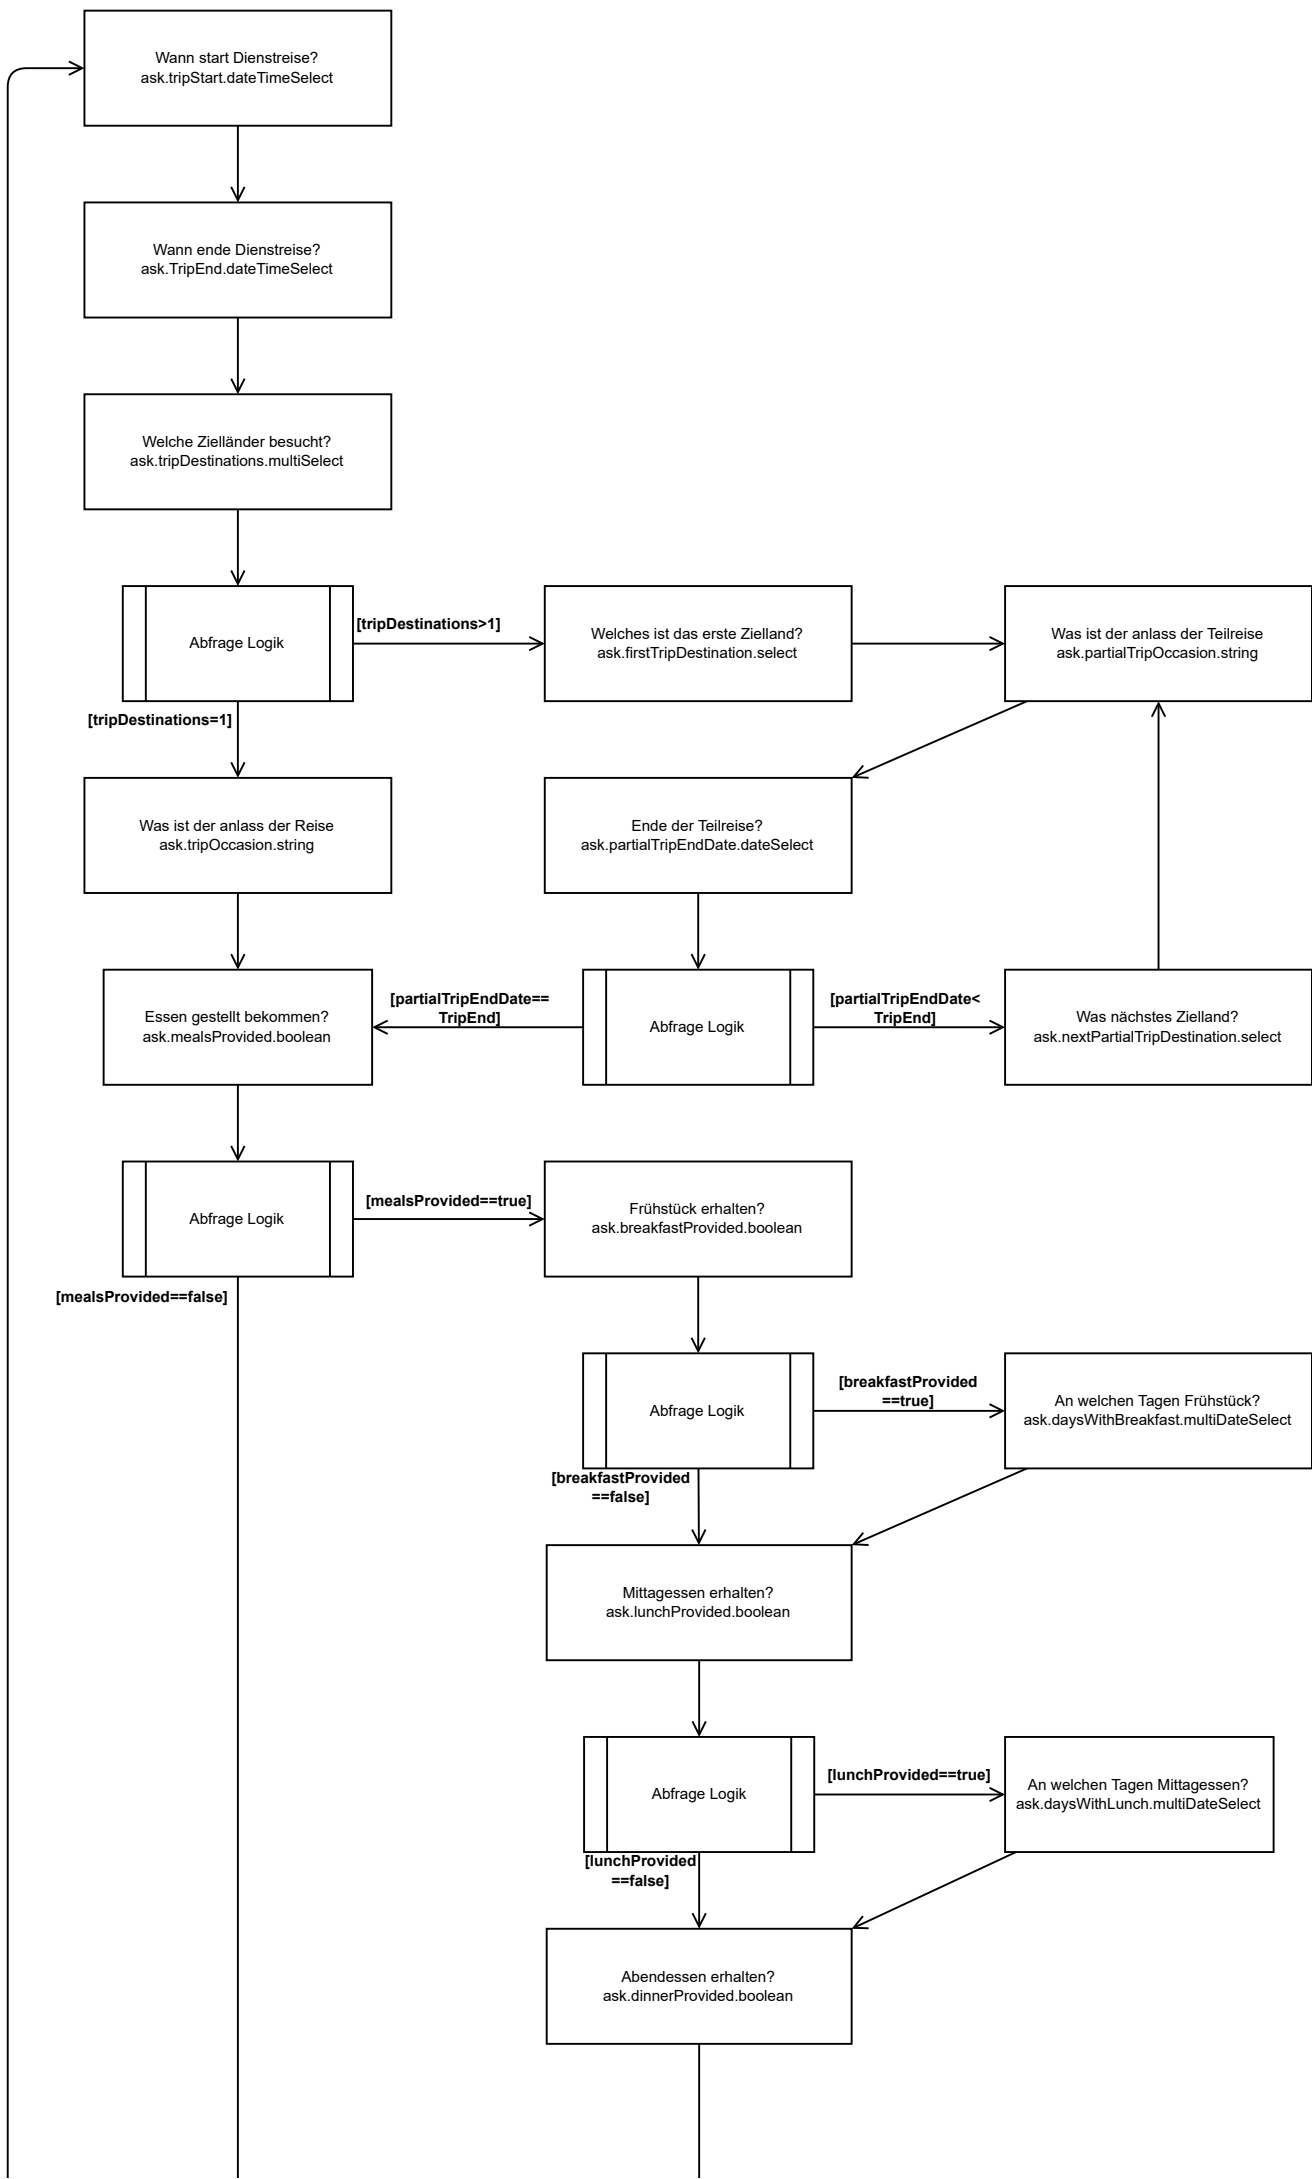 Wann start Dienstreise?
ask.tripStart.dateTimeSelect
Wann ende Dienstreise?
ask.TripEnd.dateTimeSelect
Welche Zielländer besucht?
ask.tripDestinations.multiSelect
Abfrage Logik
[tripDestinations>1]
Welches ist das erste Zielland?
ask.firstTripDestination.select
Was ist der anlass der Teilreise
ask.partialTripOccasion.string
[tripDestinations=1]
Was ist der anlass der Reise
ask.tripOccasion.string
Ende der Teilreise?
ask.partialTripEndDate.dateSelect
Essen gestellt bekommen?
ask.mealsProvided.boolean
[partialTripEndDate==
TripEnd]
Abfrage Logik
[partialTripEndDate<
TripEnd]
Was nächstes Zielland?
ask.nextPartialTripDestination.select
Abfrage Logik
[mealsProvided==true]
Frühstück erhalten?
ask.breakfastProvided.boolean
[mealsProvided==false]
Abfrage Logik
[breakfastProvided
==true]
An welchen Tagen Frühstück?
ask.daysWithBreakfast.multiDateSelect
[breakfastProvided
==false]
Mittagessen erhalten?
ask.lunchProvided.boolean
Abfrage Logik
[lunchProvided==true]
An welchen Tagen Mittagessen?
ask.daysWithLunch.multiDateSelect
[lunchProvided
==false]
Abendessen erhalten?
ask.dinnerProvided.boolean